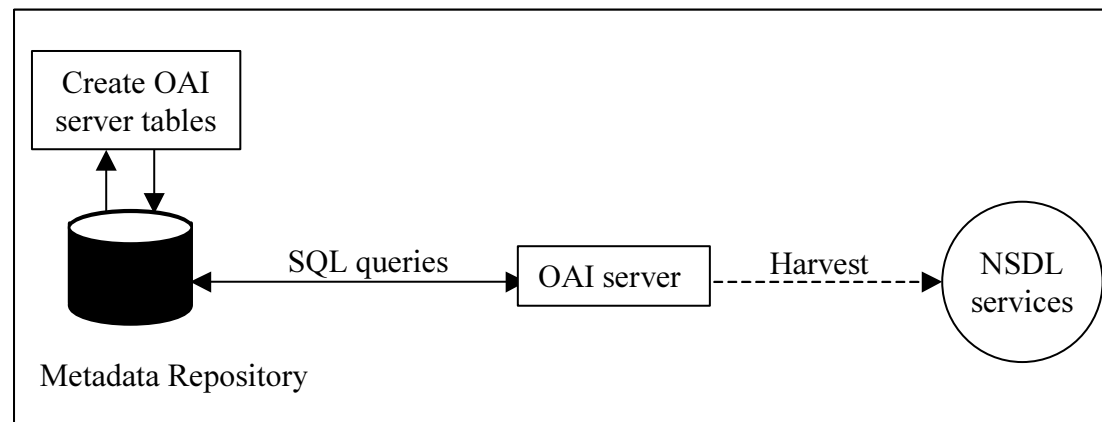 Create OAI
server tables
SQL queries
OAI server
Harvest
NSDL
services
Metadata Repository